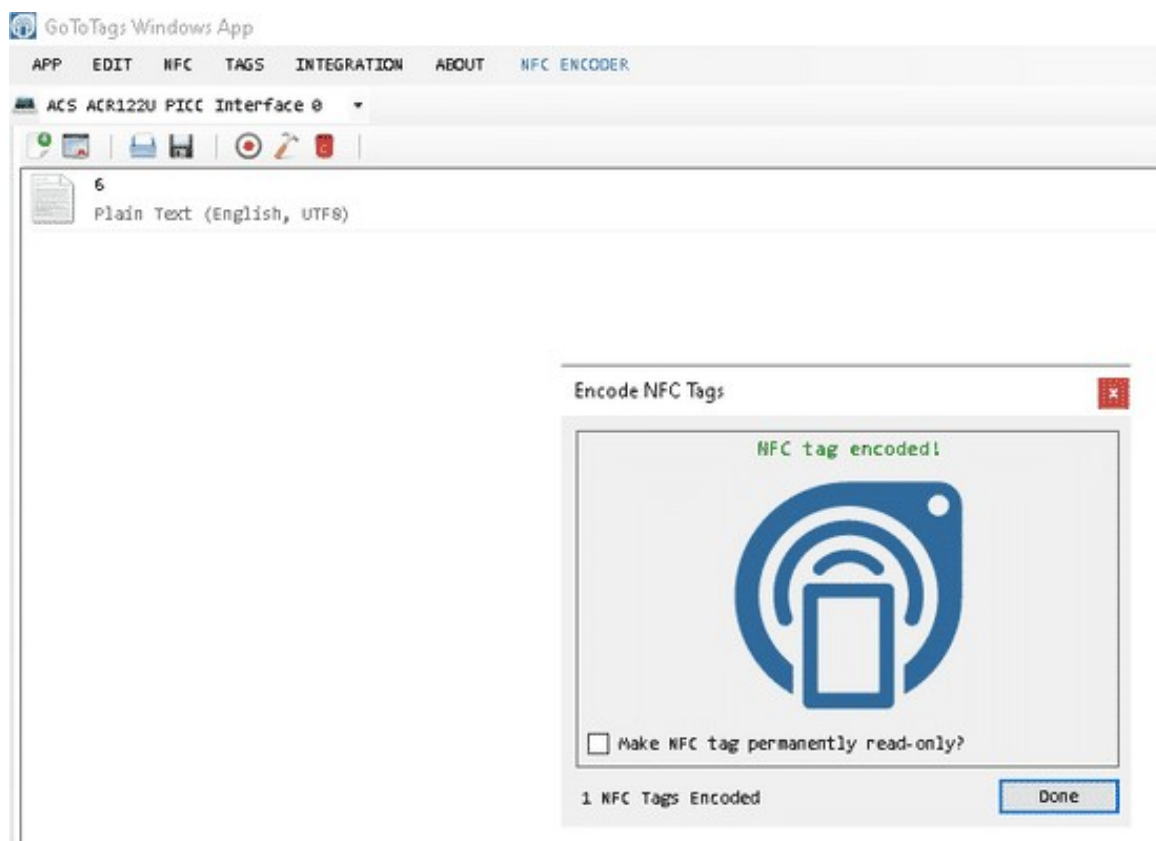 GoToTags Windows App
APP EDIT NFC TAGS INTEGRATION ABOUT NFC ENCODER
ACS ACR122U PICC Interface 0
6
Plain Text (English, UTF8)
Encode NFC Tags
x
NFC tag encoded!
Make NFC tag permanently read-only?
1 NFC Tags Encoded
Done